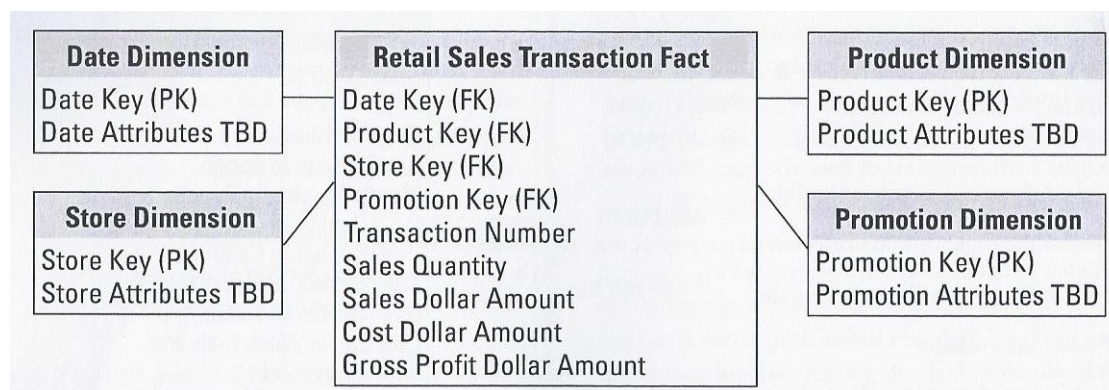 Date Dimension
Date Key (PK)
Date Attributes TBD
Store Dimension
Store Key (PK)
Store Attributes TBD
Retail Sales Transaction Fact
Date Key (FK)
Product Key (FK)
Store Key (FK)
Promotion Key (FK)
Transaction Number
Sales Quantity
Sales Dollar Amount
Cost Dollar Amount
Gross Profit Dollar Amount
Product Dimension
Product Key (PK)
Product Attributes TBD
Promotion Dimension
Promotion Key (PK)
Promotion Attributes TBD